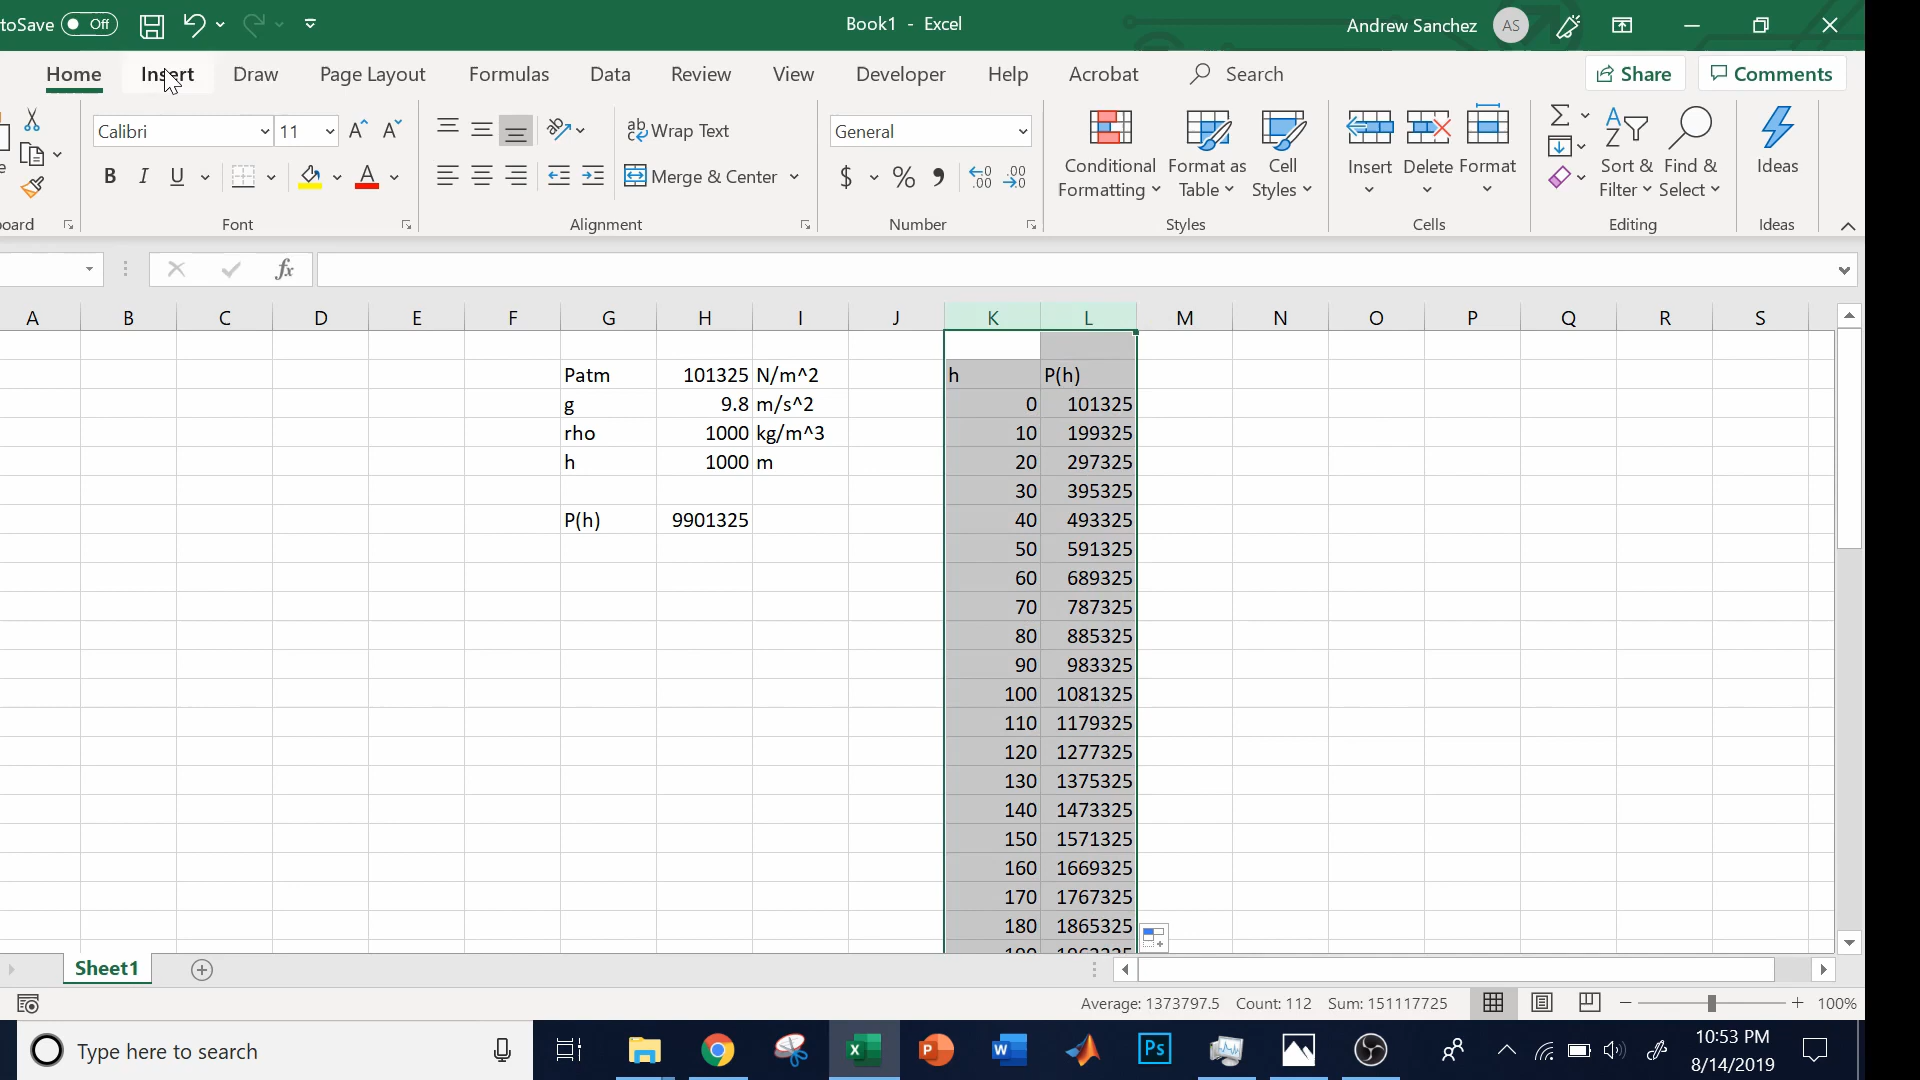 toSave Off Book1 - Excel Andrew Sanchez AS
Home Insert Draw Page Layout Formulas Data Review View Developer Help Acrobat Search Share Comments
Calibri 11 Wrap Text General
Conditional Formatting Format as Table Cell Styles Insert Delete Format Sort & Filter Find & Select Ideas
B I U Merge & Center $ % 9
oard Font Alignment Number Styles Cells Editing Ideas
fx
A B C D E F G H I J K L M N O P Q R S
Patm 101325 N/m^2 h P(h)
g 9.8 m/s^2 0 101325
rho 1000 kg/m^3 10 199325
h 1000 m 20 297325
30 395325
P(h) 9901325 40 493325
50 591325
60 689325
70 787325
80 885325
90 983325
100 1081325
110 1179325
120 1277325
130 1375325
140 1473325
150 1571325
160 1669325
170 1767325
180 1865325
Sheet1
Average: 1373797.5 Count: 112 Sum: 151117725 100%
Type here to search 10:53 PM
8/14/2019